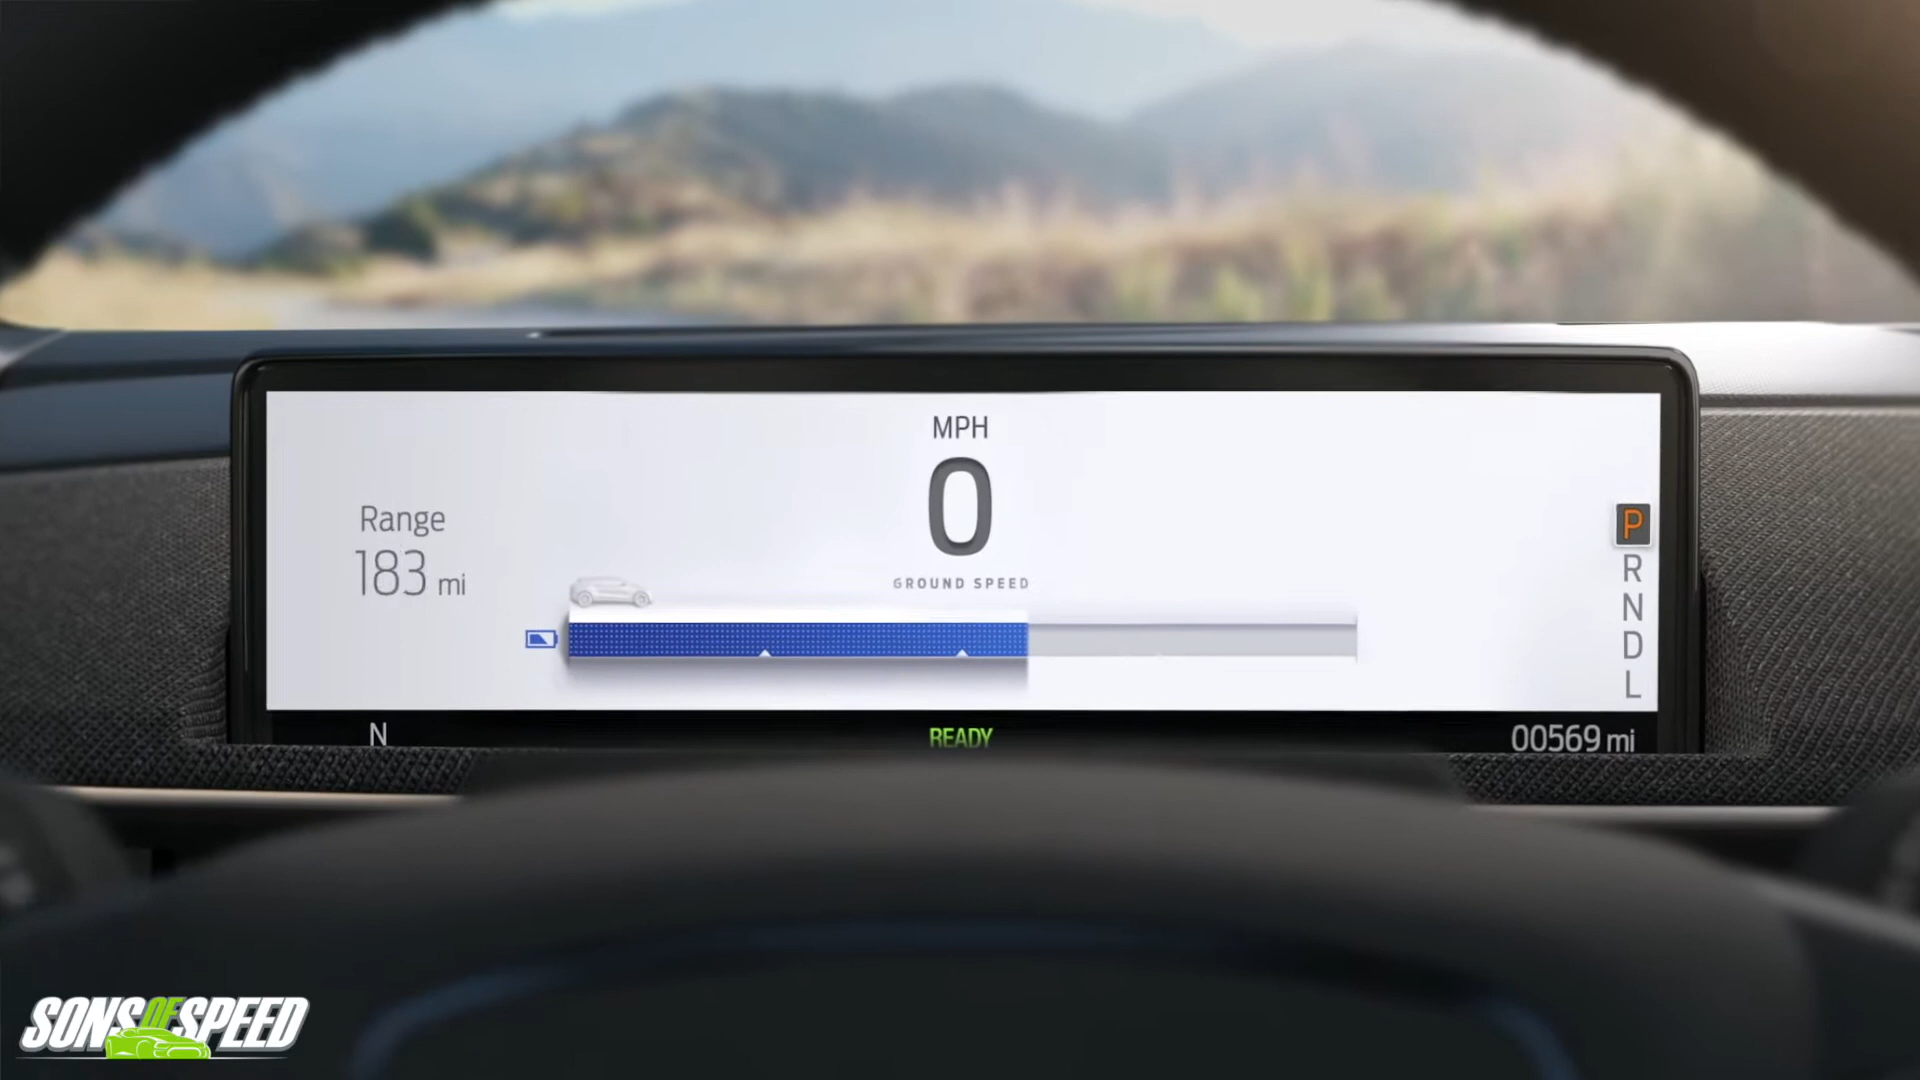 MPH
0
GROUND SPEED
Range
183 mi
P
R
N
D
L
N
READY
00569 mi
SONS OF SPEED